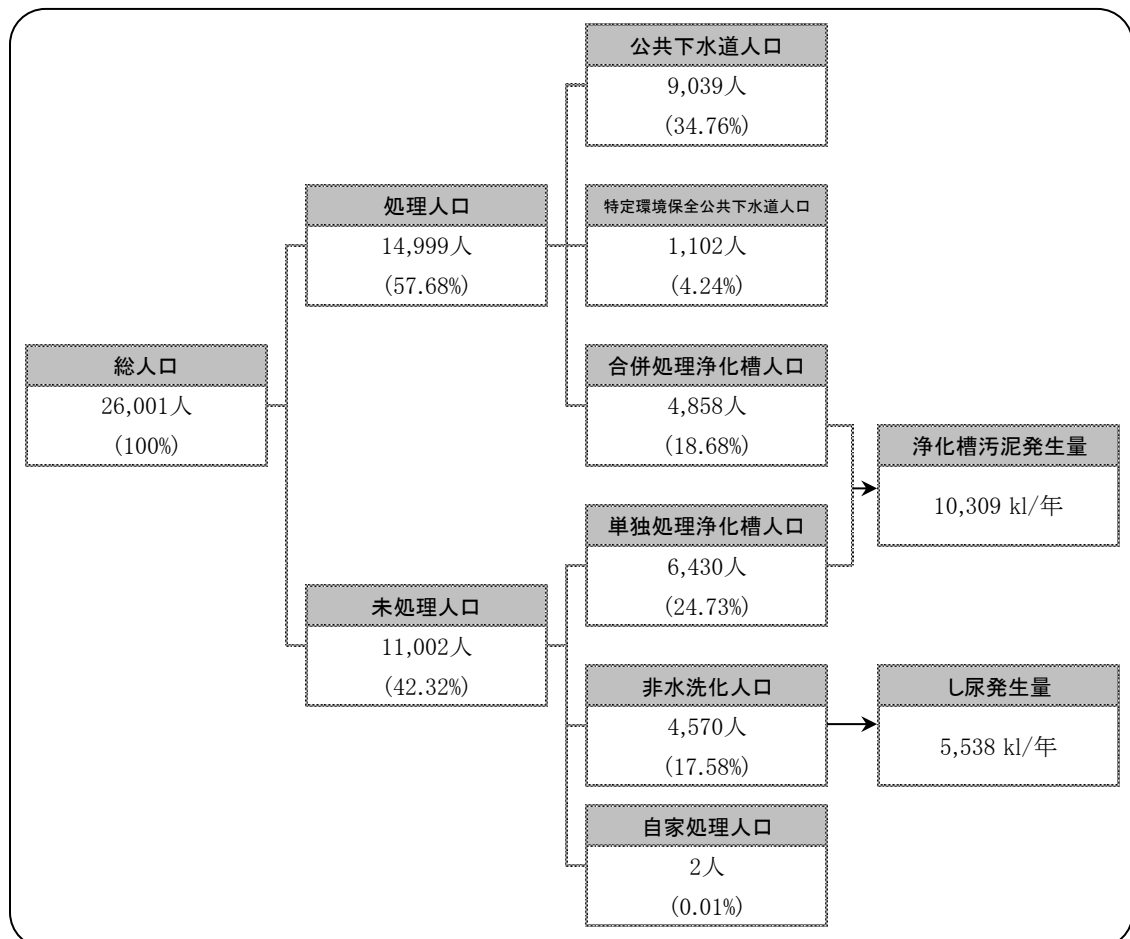 公共下水道人口
9,039人
(34.76%)
処理人口
14,999人
(57.68%)
特定環境保全公共下水道人口
1,102人
(4.24%)
総人口
26,001人
(100%)
合併処理浄化槽人口
4,858人
(18.68%)
浄化槽汚泥発生量
10,309 kl/年
単独処理浄化槽人口
6,430人
(24.73%)
未処理人口
11,002人
(42.32%)
非水洗化人口
4,570人
(17.58%)
し尿発生量
5,538 kl/年
自家処理人口
2人
(0.01%)